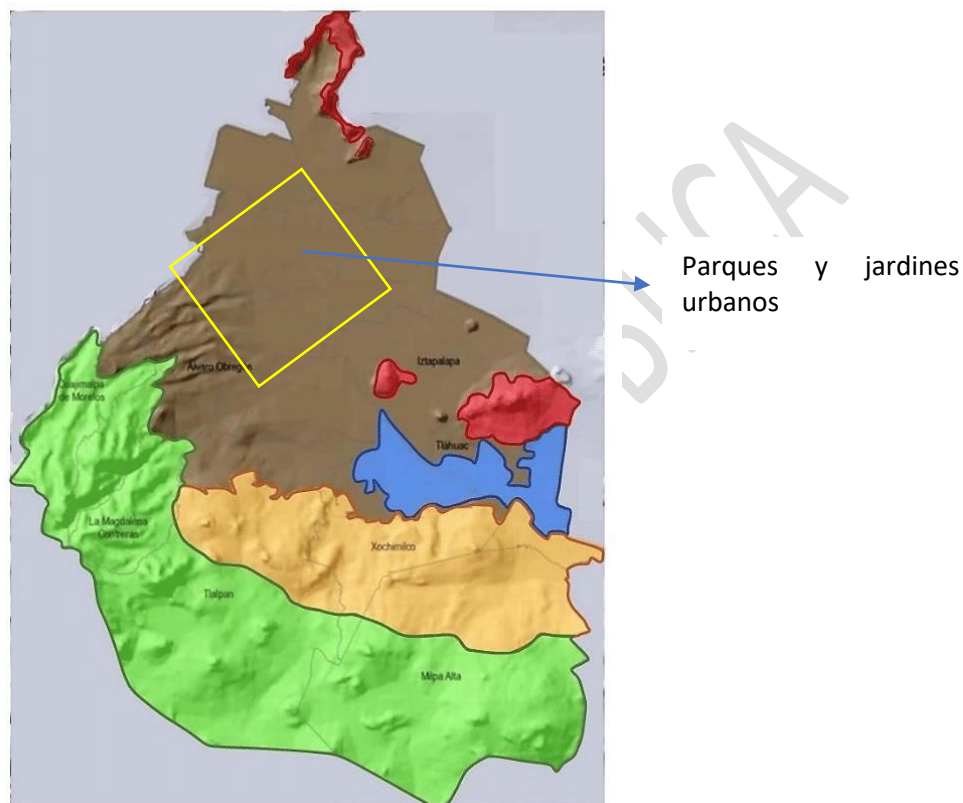 Parques y jardines
urbanos
Iztapalapa
Álvaro Obregón
Cuajimalpa
de Morelos
Tláhuac
La Magdalena
Contreras
Xochimilco
Tlalpan
Milpa Alta